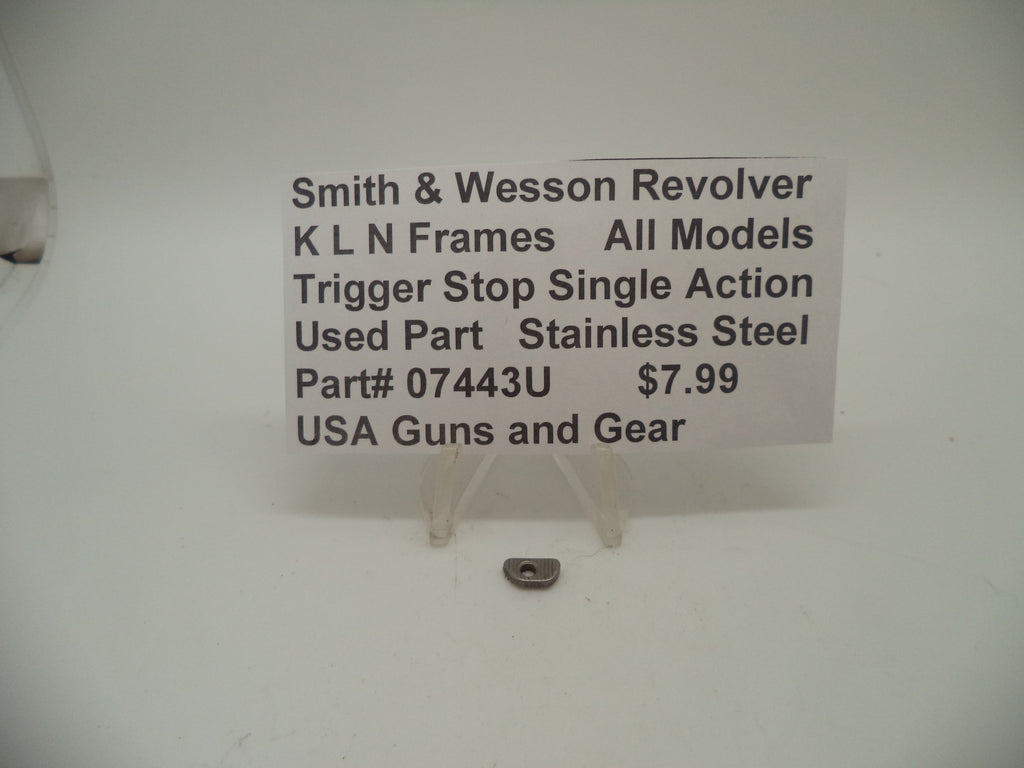 Smith & Wesson Revolver
K L N Frames All Models
Trigger Stop Single Action
Used Part Stainless Steel
Part# 07443U $7.99
USA Guns and Gear